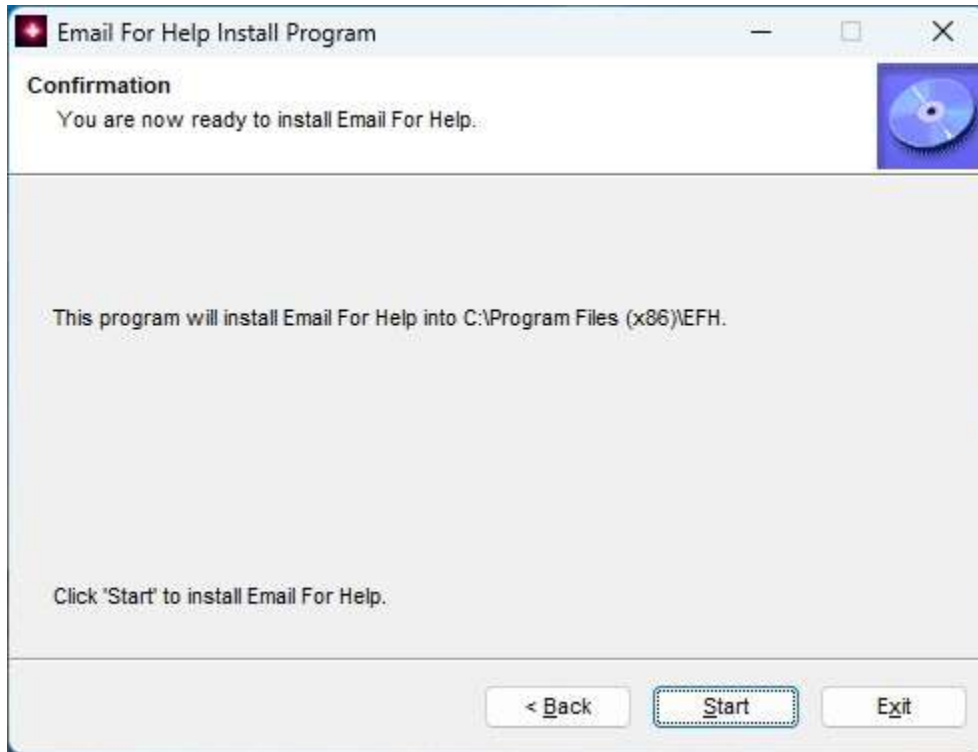 Email For Help Install Program
Confirmation
You are now ready to install Email For Help.
This program will install Email For Help into C:\Program Files (x86)\EFH.
Click 'Start' to install Email For Help.
< Back
Start
Exit